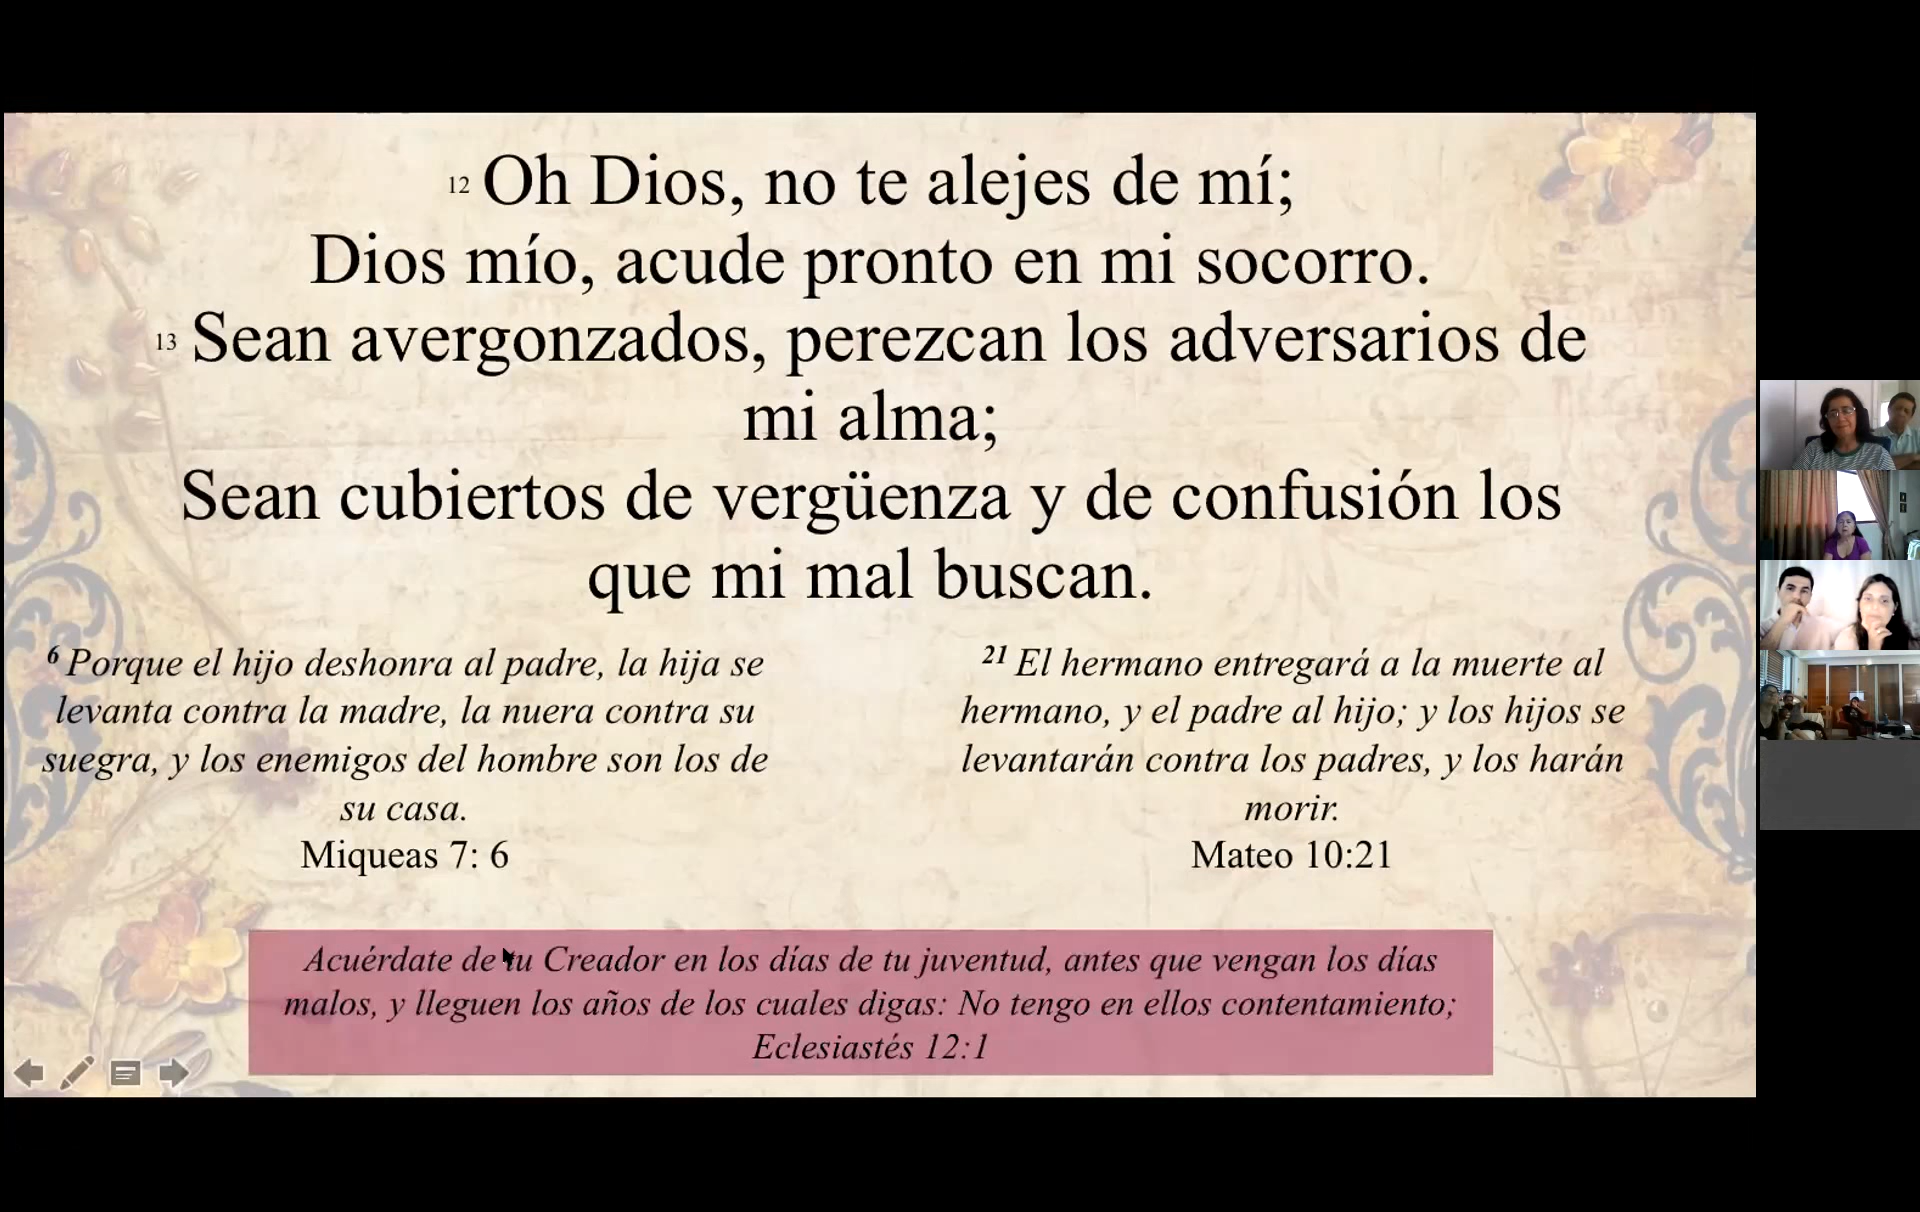 12 Oh Dios, no te alejes de mí;
Dios mío, acude pronto en mi socorro.
13 Sean avergonzados, perezcan los adversarios de
mi alma;
Sean cubiertos de vergüenza y de confusión los
que mi mal buscan.
6 Porque el hijo deshonra al padre, la hija se
levanta contra la madre, la nuera contra su
suegra, y los enemigos del hombre son los de
su casa.
Miqueas 7: 6
21 El hermano entregará a la muerte al
hermano, y el padre al hijo; y los hijos se
levantarán contra los padres, y los harán
morir.
Mateo 10:21
Acuérdate de tu Creador en los días de tu juventud, antes que vengan los días
malos, y lleguen los años de los cuales digas: No tengo en ellos contentamiento;
Eclesiastés 12:1